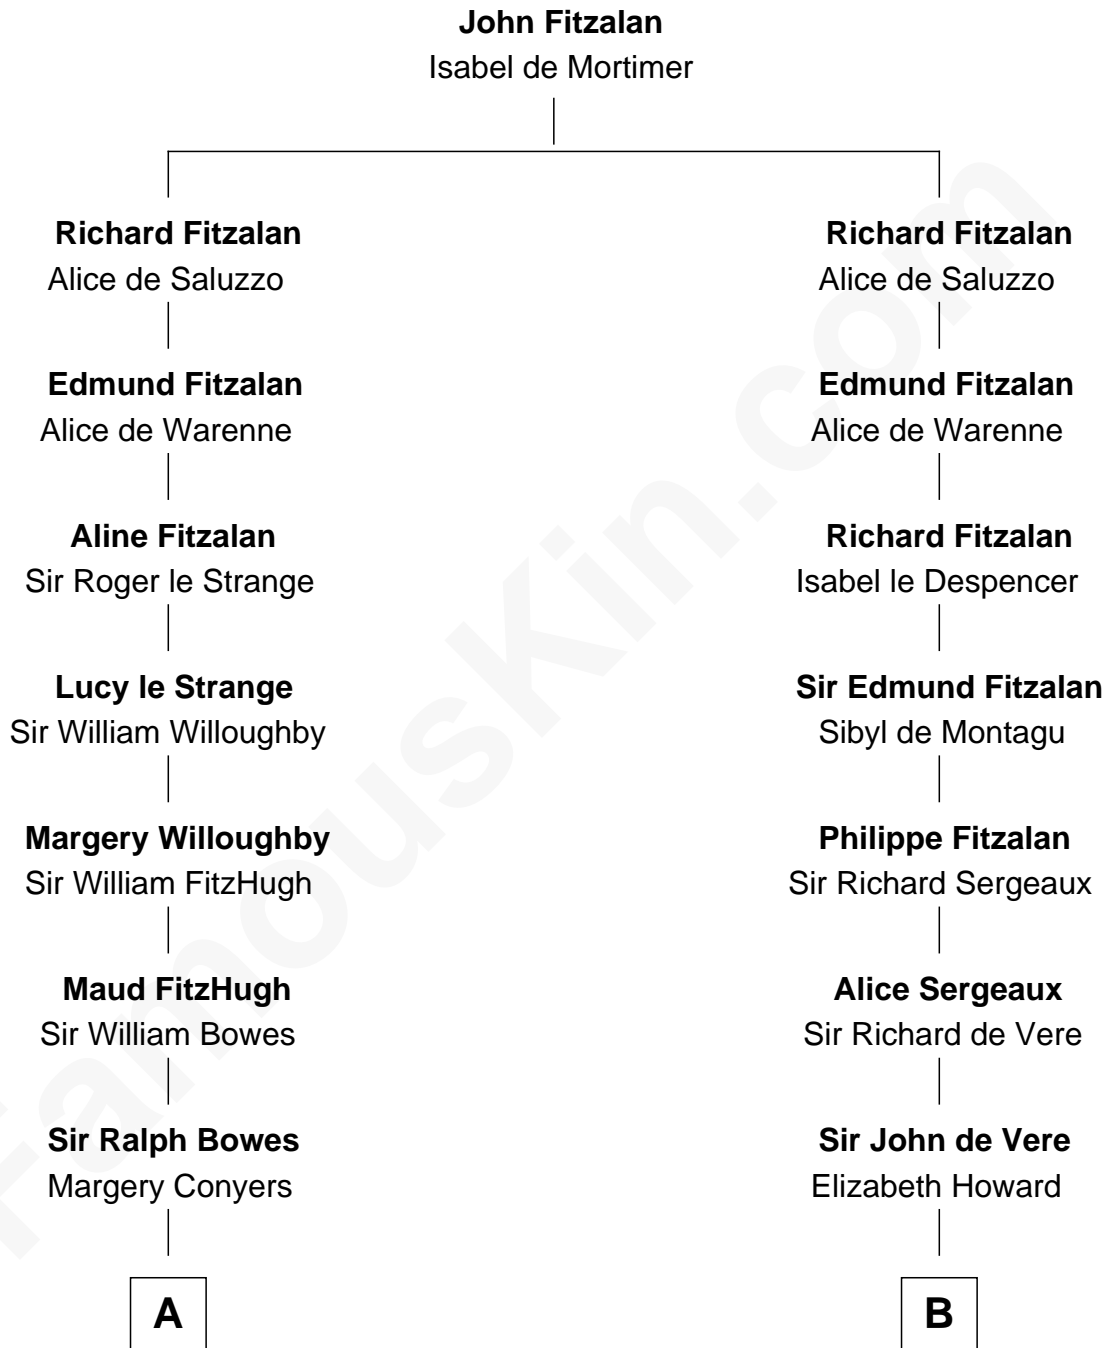 John Fitzalan
Isabel de Mortimer
Richard Fitzalan
Alice de Saluzzo
Richard Fitzalan
Alice de Saluzzo
Edmund Fitzalan
Alice de Warenne
Edmund Fitzalan
Alice de Warenne
Aline Fitzalan
Sir Roger le Strange
Richard Fitzalan
Isabel le Despencer
Lucy le Strange
Sir William Willoughby
Sir Edmund Fitzalan
Sibyl de Montagu
Margery Willoughby
Sir William FitzHugh
Philippe Fitzalan
Sir Richard Sergeaux
Maud FitzHugh
Sir William Bowes
Alice Sergeaux
Sir Richard de Vere
Sir Ralph Bowes
Margery Conyers
Sir John de Vere
Elizabeth Howard
A
B
FamousKin.com